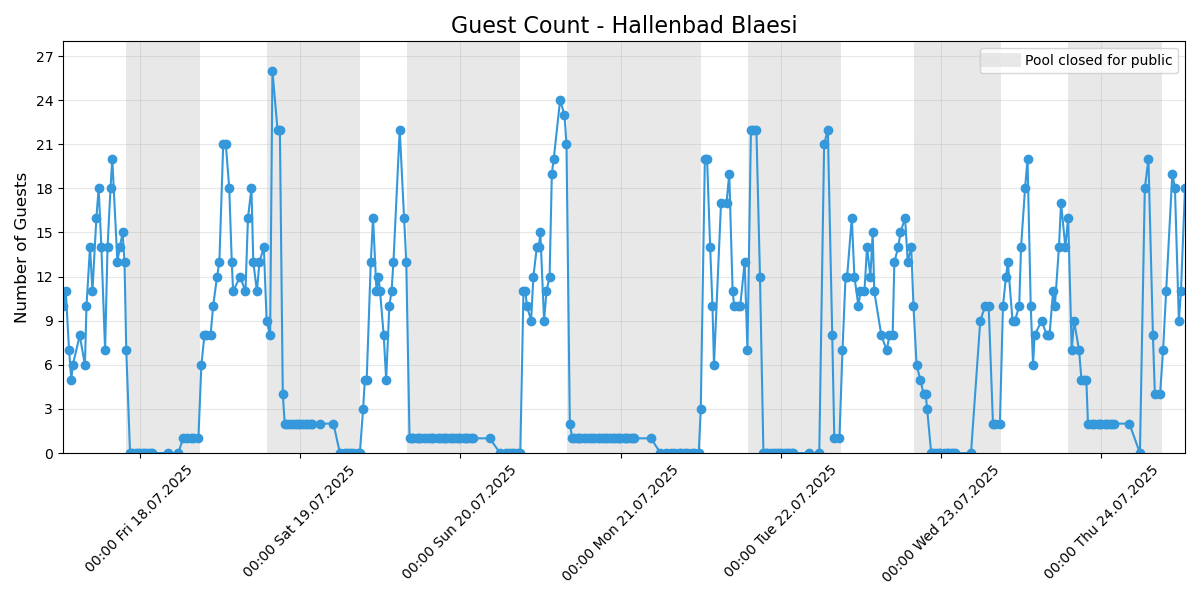 Guest Count - Hallenbad Blaesi
Pool closed for public
Number of Guests
27
24
21
18
15
12
9
6
3
0
00:00 Fri 18.07.2025
00:00 Sat 19.07.2025
00:00 Sun 20.07.2025
00:00 Mon 21.07.2025
00:00 Tue 22.07.2025
00:00 Wed 23.07.2025
00:00 Thu 24.07.2025